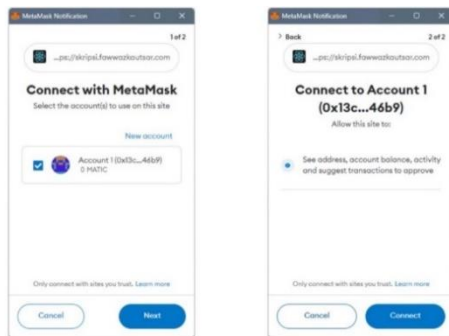 MetaMask Notification
1 of 2
...ps://skripsi.fawwazkautsar.com
Connect with MetaMask
Select the account(s) to use on this site
New account
Account 1 (0x13c...46b9)
0 MATIC
Only connect with sites you trust. Learn more
Cancel
Next
MetaMask Notification
Back
2 of 2
...ps://skripsi.fawwazkautsar.com
Connect to Account 1
(0x13c...46b9)
Allow this site to:
See address, account balance, activity
and suggest transactions to approve
Only connect with sites you trust. Learn more
Cancel
Connect